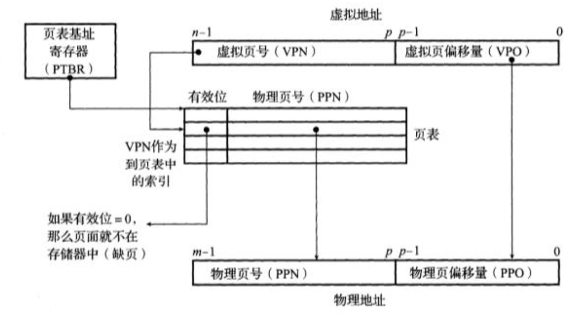 虚拟地址
页表基址
寄存器
（PTBR）
n-1 p p-1 0
虚拟页号（VPN） 虚拟页偏移量（VPO）
有效位 物理页号（PPN）
页表
VPN作为
到页表中
的索引
如果有效位=0，
那么页面就不在
存储器中（缺页）
m-1 p p-1 0
物理页号（PPN） 物理页偏移量（PPO）
物理地址